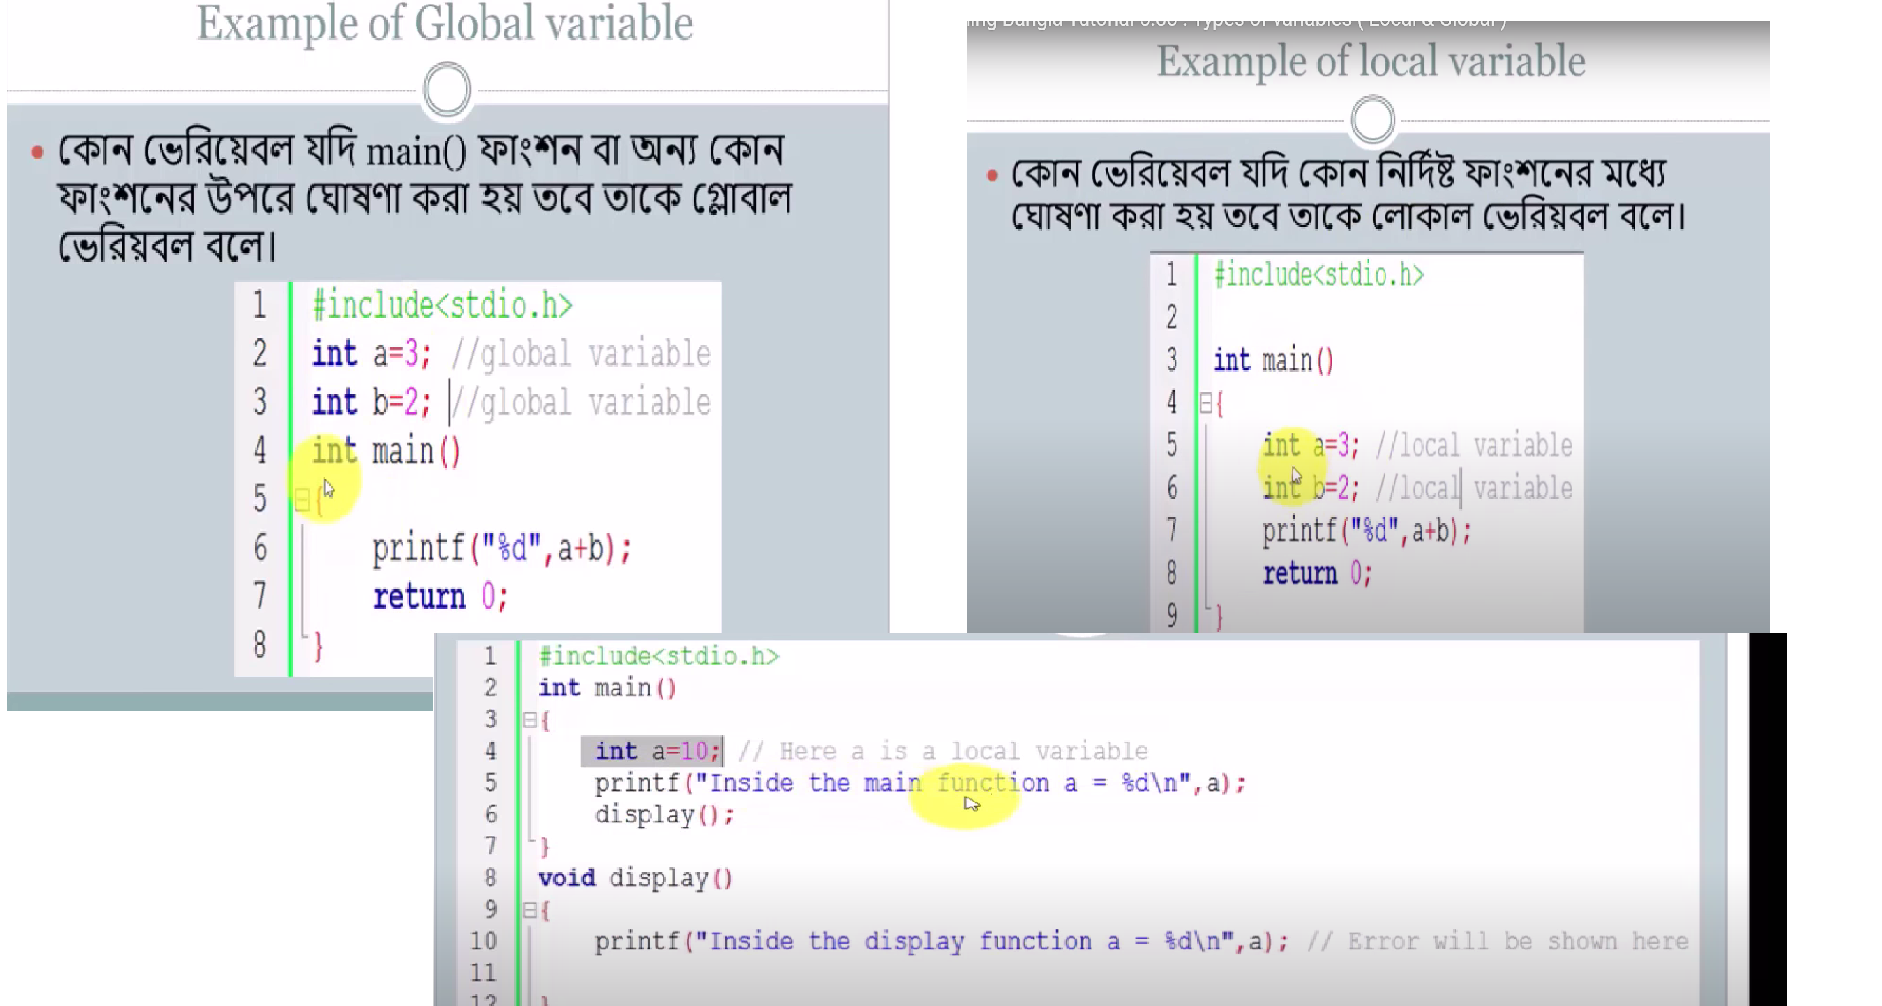 Example of Global variable
• কোন ভেরিয়েবল যদি main() ফাংশন বা অন্য কোন
ফাংশনের উপরে ঘোষণা করা হয় তবে তাকে গ্লোবাল
ভেরিয়বল বলে।
1 #include<stdio.h>
2 int a=3; //global variable
3 int b=2; //global variable
4 int main()
5 {
6 printf("%d",a+b);
7 return 0;
8 }
Tutorial : Types of Variables ( Local & Global )
Example of local variable
• কোন ভেরিয়েবল যদি কোন নির্দিষ্ট ফাংশনের মধ্যে
ঘোষণা করা হয় তবে তাকে লোকাল ভেরিয়বল বলে।
1 #include<stdio.h>
2
3 int main()
4 {
5 int a=3; //local variable
6 int b=2; //local variable
7 printf("%d",a+b);
8 return 0;
9 }
1 #include<stdio.h>
2 int main()
3 {
4 int a=10; // Here a is a local variable
5 printf("Inside the main function a = %d\n",a);
6 display();
7 }
8 void display()
9 {
10 printf("Inside the display function a = %d\n",a); // Error will be shown here
11
12 }